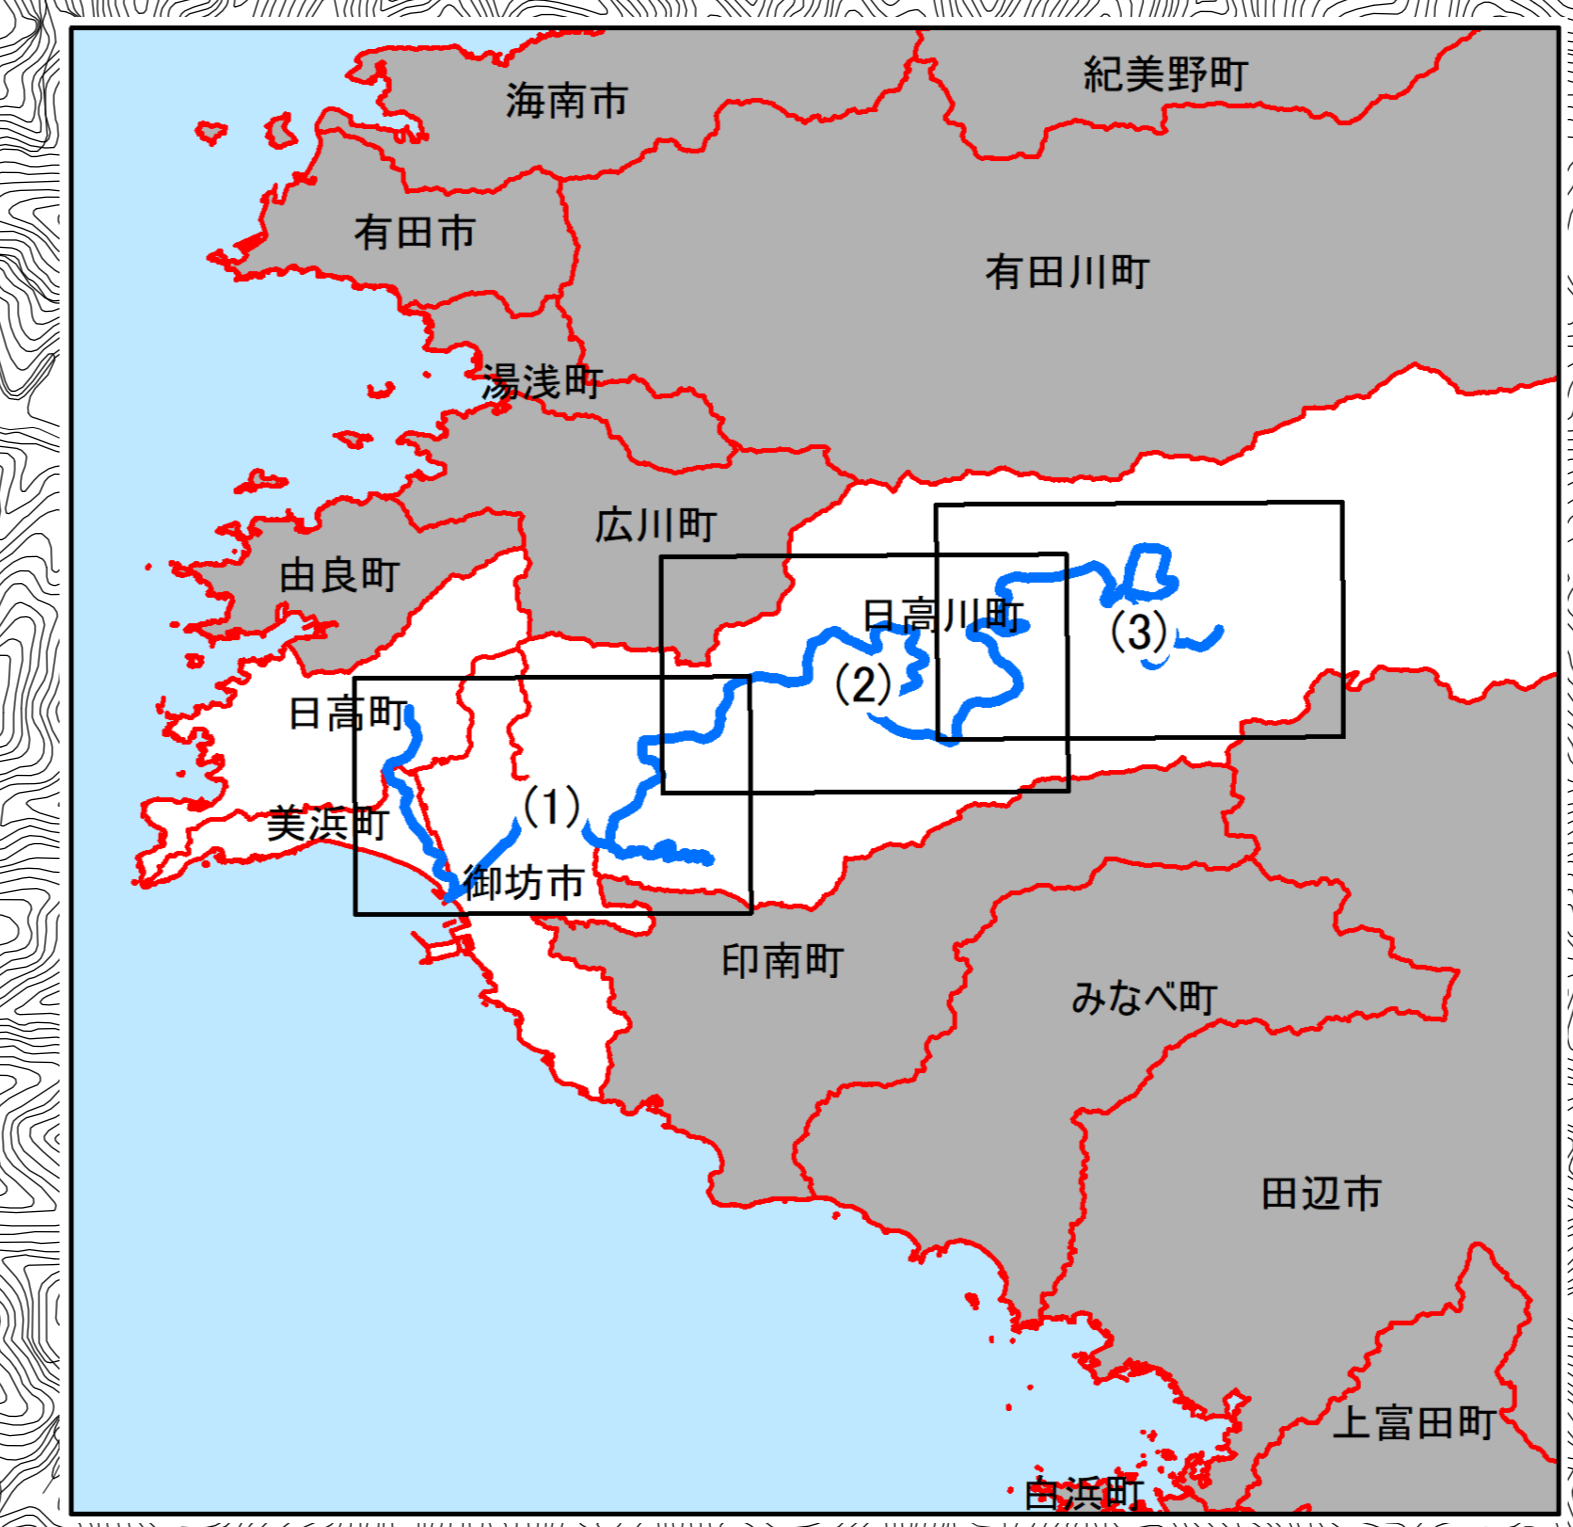 紀美野町
海南市
有田市
有田川町
湯浅町
広川町
由良町
日高川町
(3)
(2)
日高町
(1)
美浜町
御坊市
印南町
みなべ町
田辺市
上富田町
白浜町